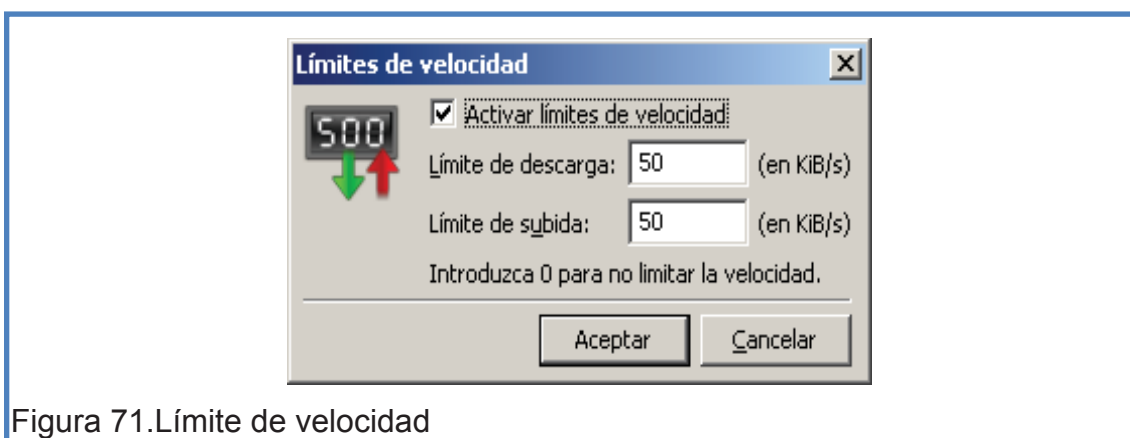 Límites de velocidad
500
Activar límites de velocidad
Límite de descarga: 50 (en KiB/s)
Límite de subida: 50 (en KiB/s)
Introduzca 0 para no limitar la velocidad.
Aceptar Cancelar
Figura 71.Límite de velocidad